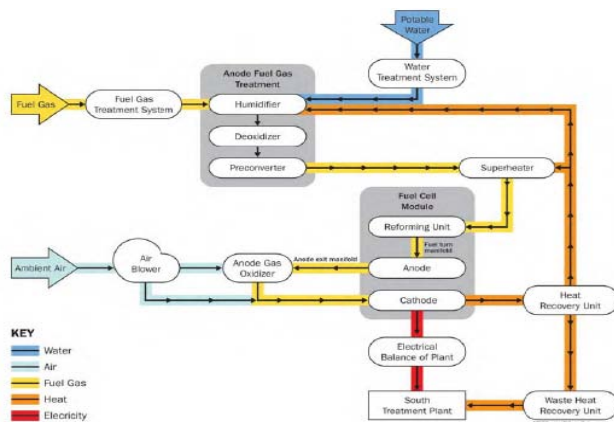 Potable
Water
Water
Treatment System
Anode Fuel Gas
Treatment
Fuel Gas
Fuel Gas
Treatment System
Humidifier
Deoxidizer
Preconverter
Superheater
Fuel Cell
Module
Reforming Unit
Fuel turn
manifold
Anode exit manifold
Anode
Ambient Air
Air
Blower
Anode Gas
Oxidizer
Cathode
Heat
Recovery Unit
KEY
Water
Air
Fuel Gas
Heat
Elecricity
Electrical
Balance of Plant
South
Treatment Plant
Waste Heat
Recovery Unit